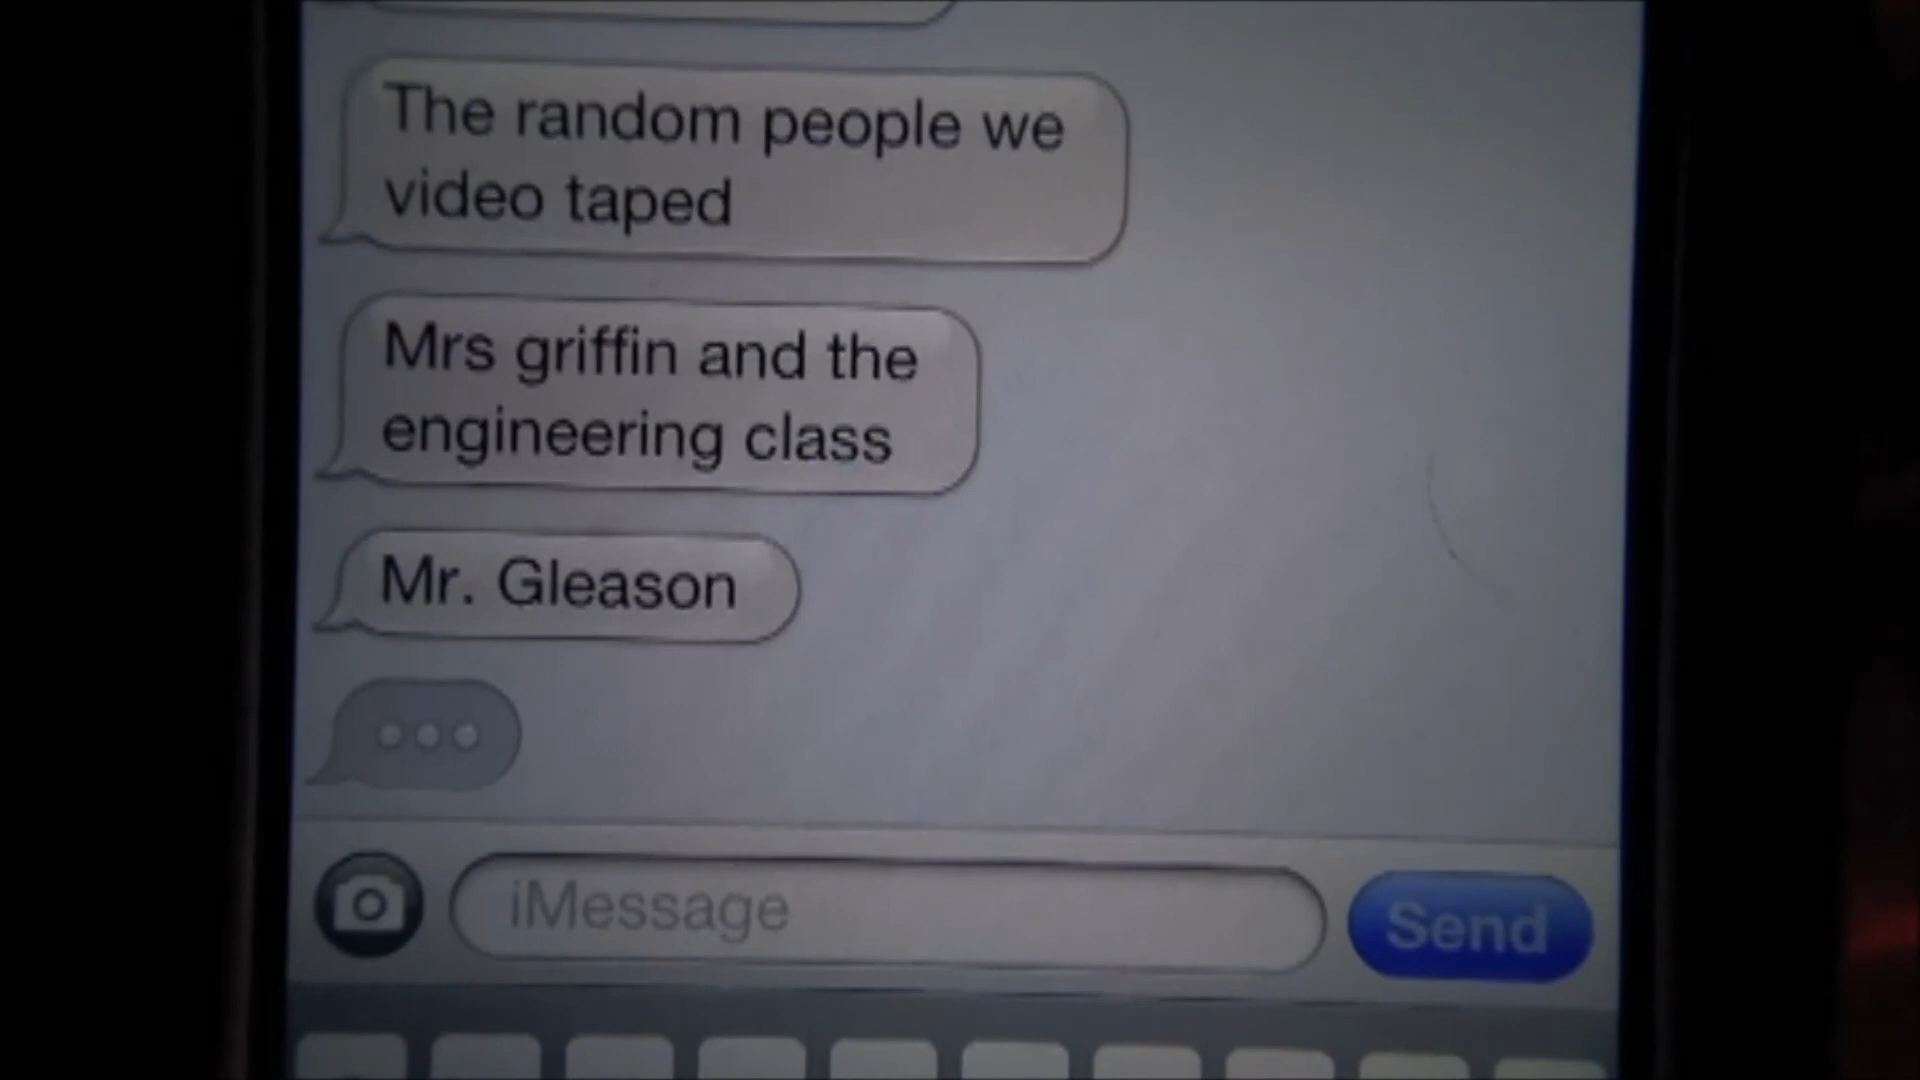 The random people we
video taped
Mrs griffin and the
engineering class
Mr. Gleason
iMessage
Send